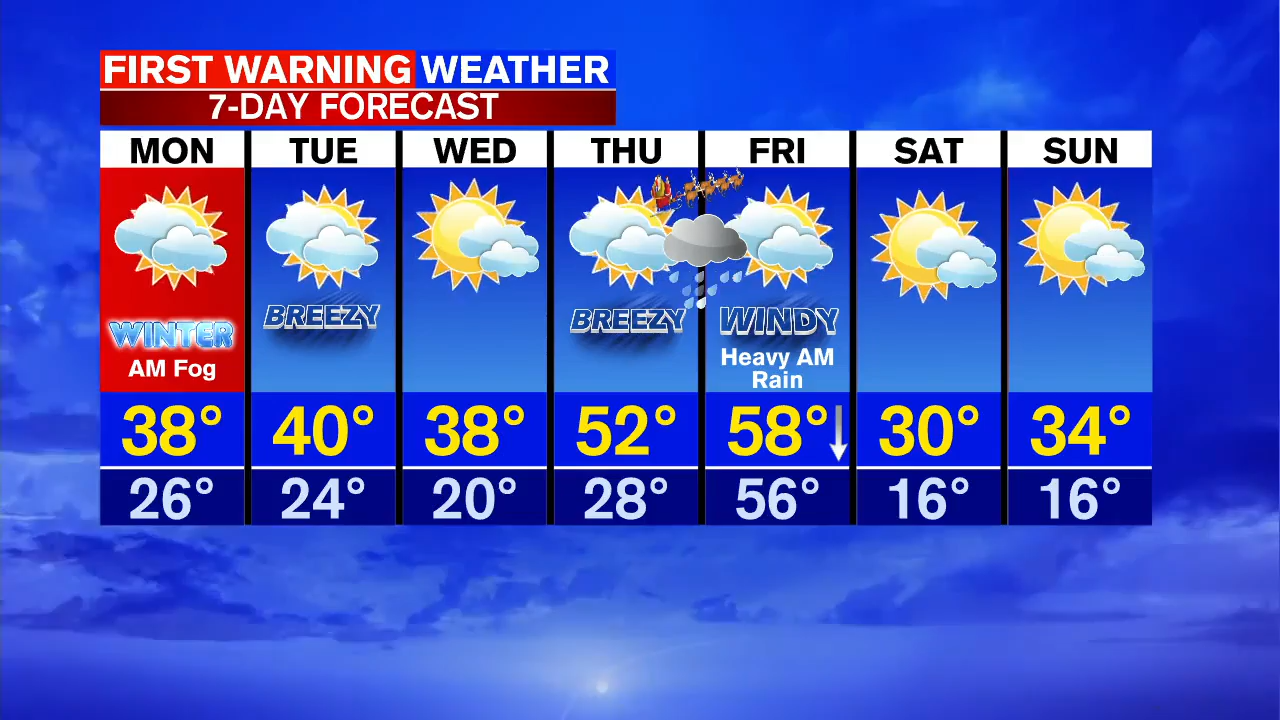 FIRST WARNING WEATHER
7-DAY FORECAST
MON TUE WED THU FRI SAT SUN
WINTER BREEZY BREEZY WINDY
AM Fog Heavy AM
Rain
38° 40° 38° 52° 58° 30° 34°
26° 24° 20° 28° 56° 16° 16°